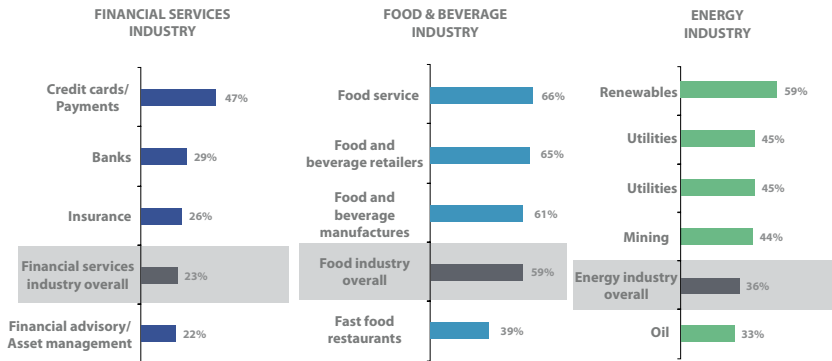 FINANCIAL SERVICES
INDUSTRY
Credit cards/
Payments
47%
Banks
29%
Insurance
26%
Financial services
industry overall
23%
Financial advisory/
Asset management
22%
FOOD & BEVERAGE
INDUSTRY
Food service
66%
Food and
beverage retailers
65%
Food and
beverage
manufactures
61%
Food industry
overall
59%
Fast food
restaurants
39%
ENERGY
INDUSTRY
Renewables
59%
Utilities
45%
Utilities
45%
Mining
44%
Energy industry
overall
36%
Oil
33%